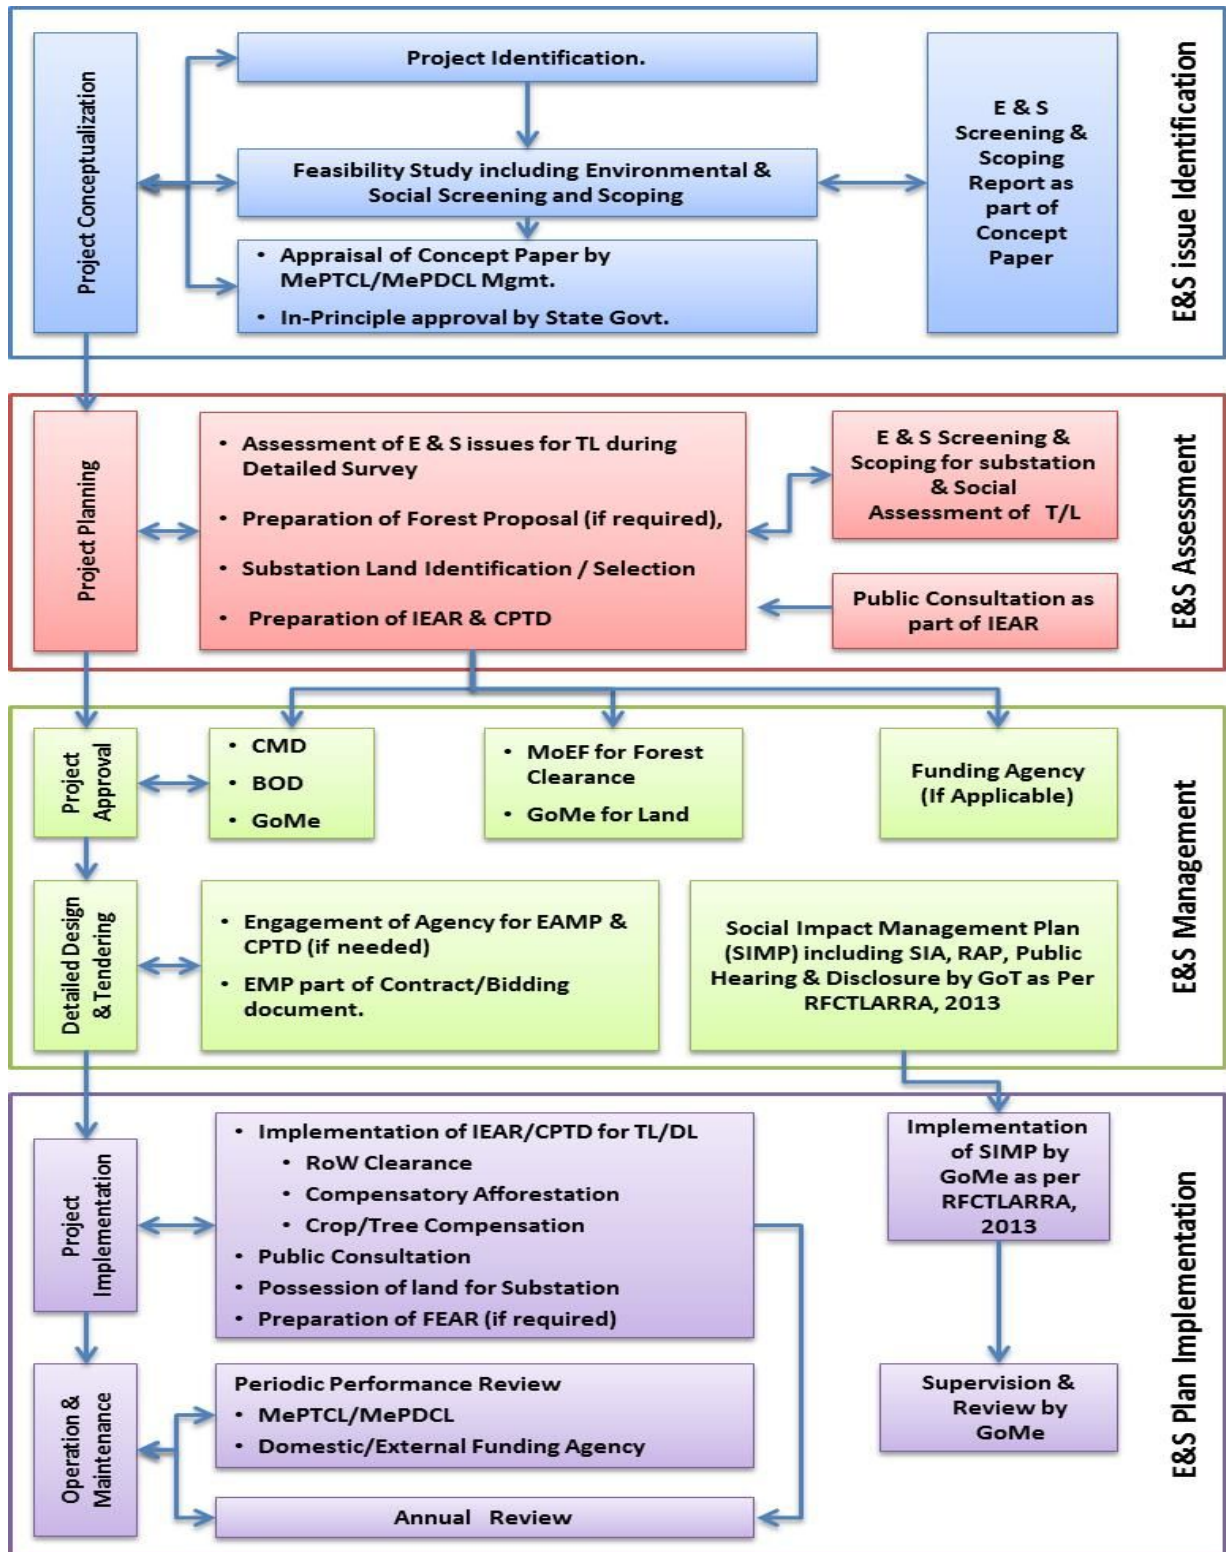 Project Conceptualization
Project Identification.
Feasibility Study including Environmental &
Social Screening and Scoping
• Appraisal of Concept Paper by
MePTCL/MePDCL Mgmt.
• In-Principle approval by State Govt.
E & S
Screening &
Scoping
Report as
part of
Concept
Paper
E&S issue Identification
Project Planning
• Assessment of E & S issues for TL during
Detailed Survey
• Preparation of Forest Proposal (if required),
• Substation Land Identification / Selection
• Preparation of IEAR & CPTD
E & S Screening &
Scoping for substation
& Social
Assessment of T/L
Public Consultation as
part of IEAR
E&S Assessment
Project
Approval
• CMD
• BOD
• GoMe
• MoEF for Forest
Clearance
• GoMe for Land
Funding Agency
(If Applicable)
Detailed Design
& Tendering
• Engagement of Agency for EAMP &
CPTD (if needed)
• EMP part of Contract/Bidding
document.
Social Impact Management Plan
(SIMP) including SIA, RAP, Public
Hearing & Disclosure by GoT as Per
RFCTLARRA, 2013
E&S Management
Project
Implementation
• Implementation of IEAR/CPTD for TL/DL
• RoW Clearance
• Compensatory Afforestation
• Crop/Tree Compensation
• Public Consultation
• Possession of land for Substation
• Preparation of FEAR (if required)
Implementation
of SIMP by
GoMe as per
RFCTLARRA,
2013
Operation &
Maintenance
Periodic Performance Review
• MePTCL/MePDCL
• Domestic/External Funding Agency
Annual Review
Supervision &
Review by
GoMe
E&S Plan Implementation